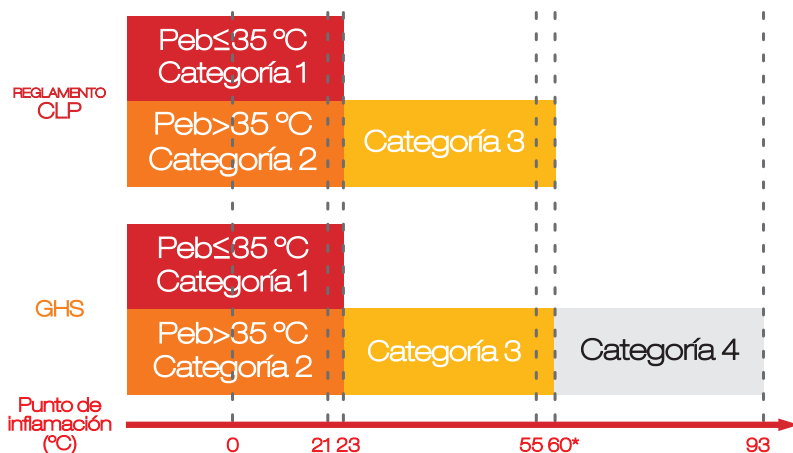 Peb≤35 ºC
Categoría 1
REGLAMENTO
CLP
Peb>35 ºC
Categoría 2
Categoría 3
Peb≤35 ºC
Categoría 1
GHS
Peb>35 ºC
Categoría 2
Categoría 3
Categoría 4
Punto de
inflamación
(ºC)
0 21 23 55 60* 93